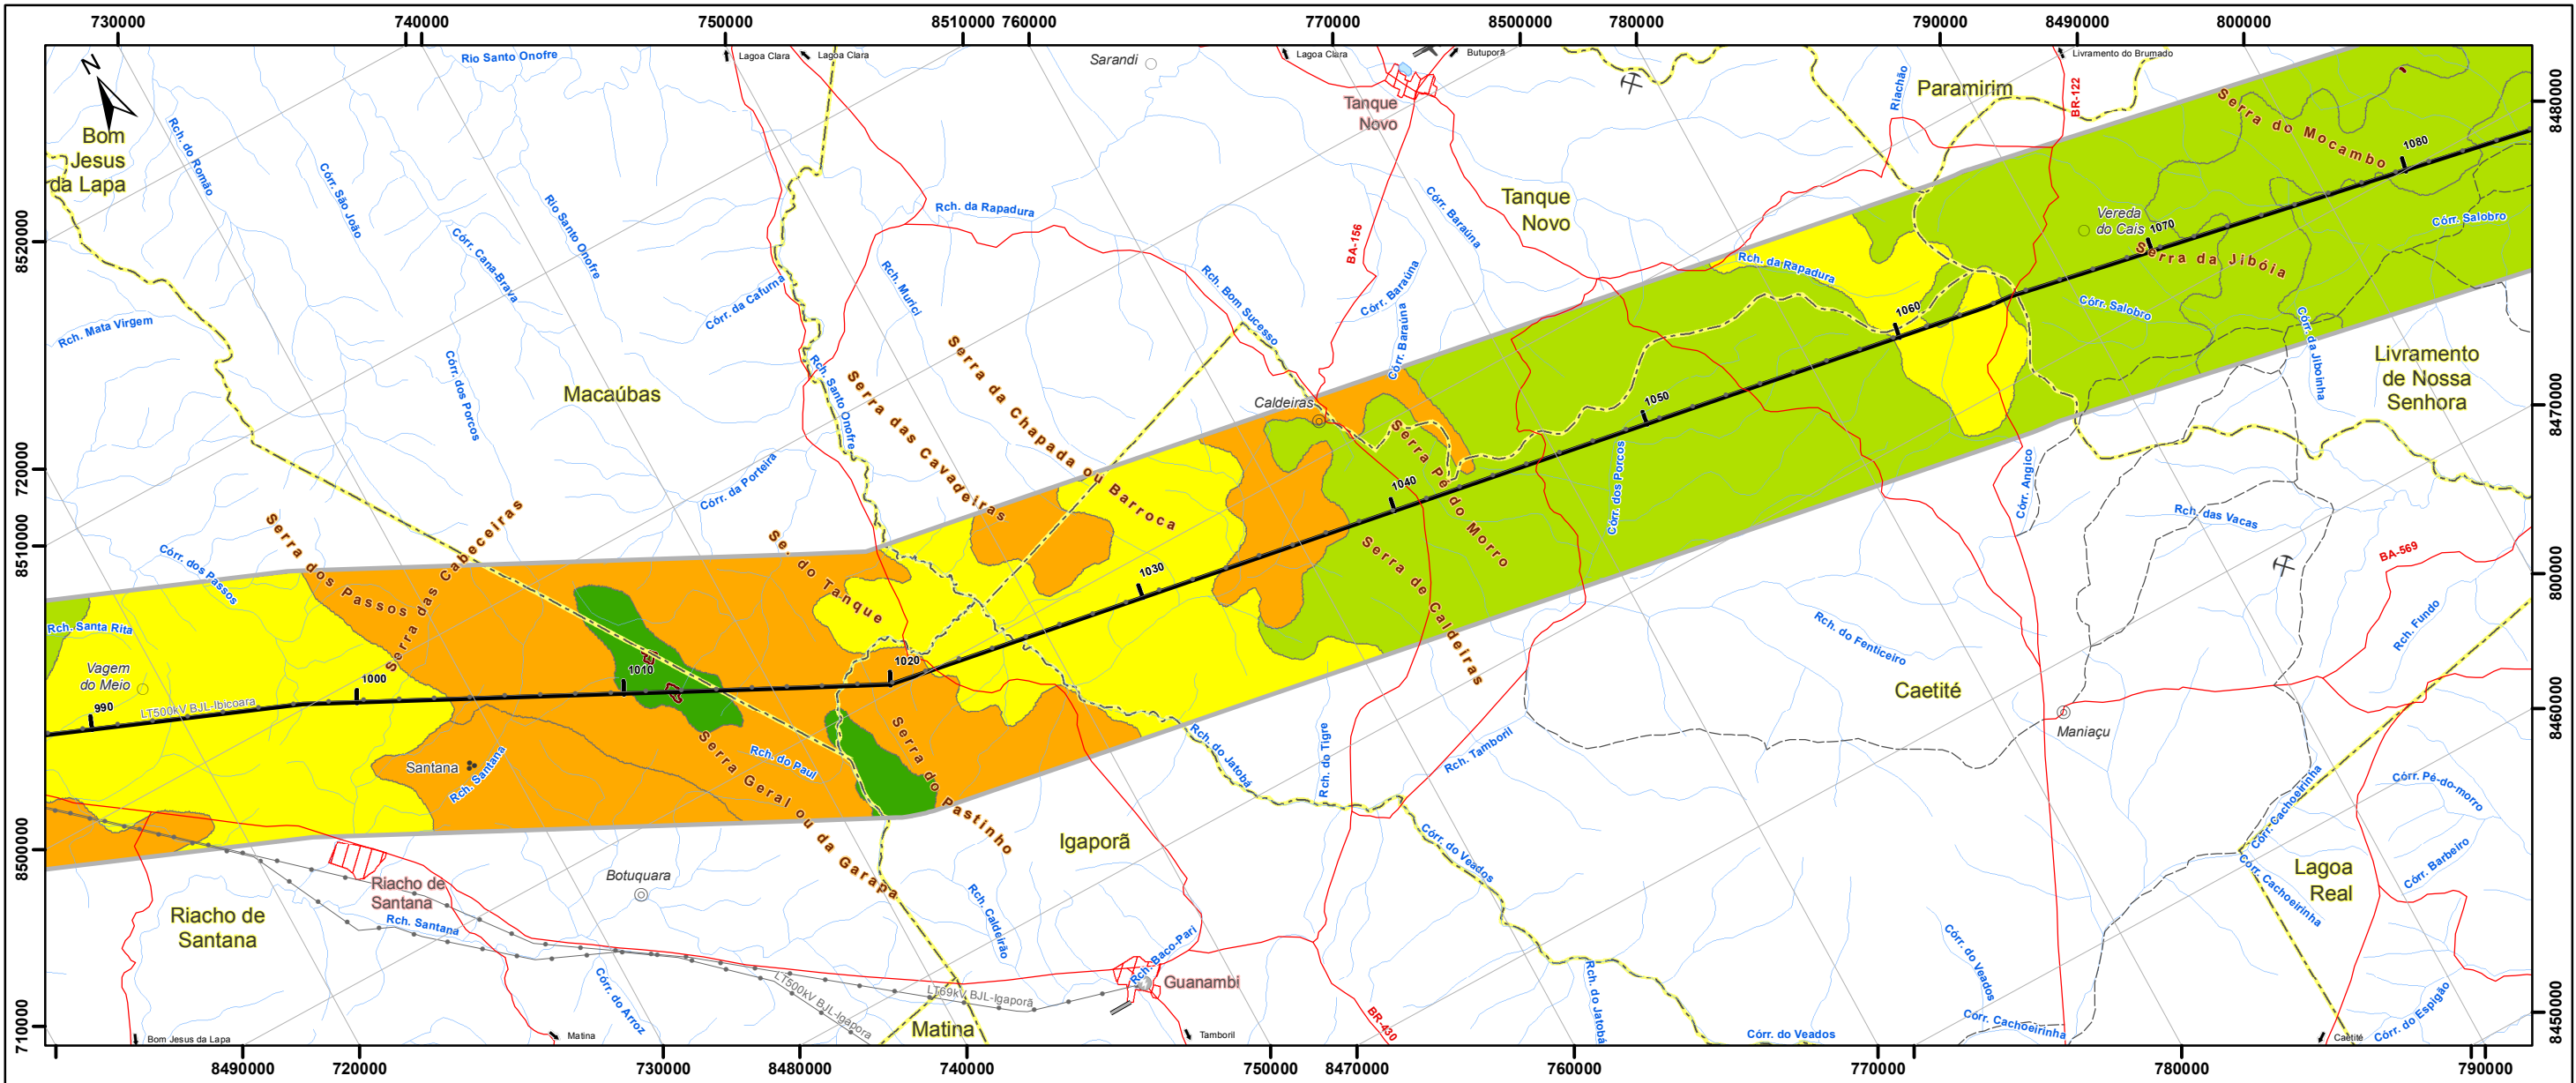 730000 740000 750000 8510000 760000 770000 8500000 780000 790000 8490000 800000
N
Lagoa Clara
Lagoa Clara
Lagoa Clara
Butuporã
Livramento do Brumado
Rio Santo Onofre
Sarandi
Tanque
Novo
Riachão
Paramirim
BR-122
Serra do Mocambo
1080
8480000
Bom
Jesus
da Lapa
Rch. do Romão
Córr. São João
Rio Santo Onofre
Córr. Cana-Brava
Rch. da Rapadura
BA-156
Córr. Baraúna
Tanque
Novo
Vereda
do Cais
1070
Córr. Salobro
Serra da Jibóia
8520000
Rch. Mata Virgem
Córr. da Cafurna
Rch. Murici
Rch. Bom Sucesso
Córr. Baraúna
Córr. Baraúna
Rch. da Rapadura
1060
Córr. Salobro
Córr. da Jiboinha
Livramento
de Nossa
Senhora
Córr. dos Porcos
Macaúbas
Rch. Santo Onofre
Serra das Cavadeiras
Serra da Chapada ou Barroca
Caldeiras
Serra Pé do Morro
1050
8470000
7220000
Córr. da Porteira
1040
Córr. dos Porcos
Córr. Angico
Rch. das Vacas
BA-569
8510000
Serra dos Passos
Serra das Cabeceiras
Córr. dos Passos
Se. do Tanque
1030
Serra de Caldeiras
8000000
Rch. Santa Rita
Vagem
do Meio
990
LT500kV BJL-Ibicoara
1000
1010
1020
Rch. do Fenticeiro
Rch. Fundo
Caetité
Maniaçu
8460000
Santana
Rch. Santana
Serra Geral ou da Garapa
Rch. do Paul
Serra do Pastinho
Rch. do Jatobá
Rch. do Tigre
Rch. Tamboril
Córr. Cachoeirinha
Córr. Pé-do-morro
8500000
Riacho de
Santana
Botuquara
Igaporã
Córr. do Veados
Córr. Cachoeirinha
Lagoa
Real
Córr. Barbeiro
Riacho de
Santana
Rch. Santana
Rch. Caldeirão
Rch. Baco-Pari
Guanambi
Córr. do Arroz
LT500kV BJL-Igapora
LT69kV BJL-Igaporã
Matina
BR-430
Rch. do Jatobá
Córr. do Veados
Córr. do Veados
Córr. Cachoeirinha
Córr. do Espigão
7100000
8450000
Bom Jesus da Lapa
Matina
Tamboril
Caetité
8490000 720000 730000 8480000 740000 750000 8470000 760000 770000 780000 790000